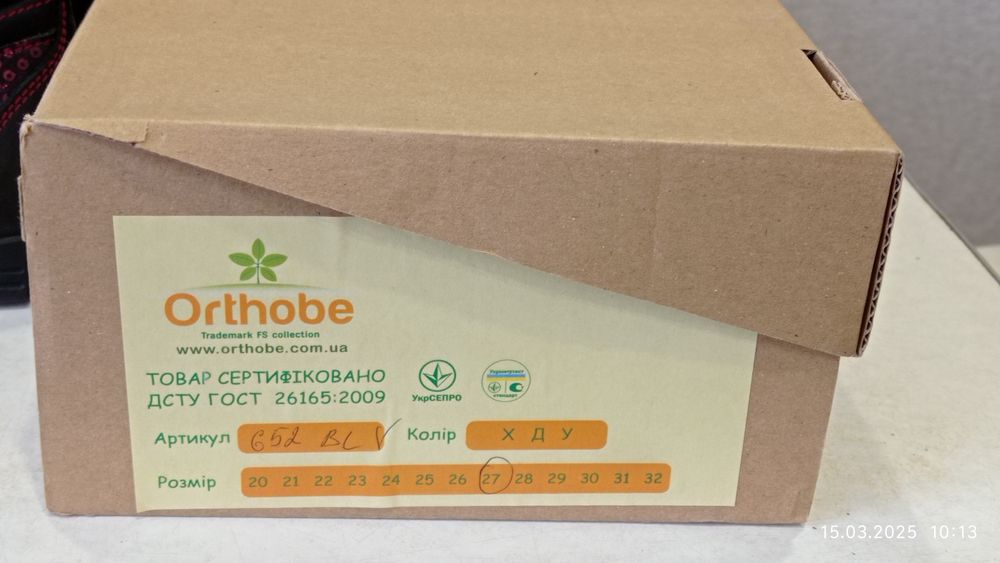 Orthobe
Trademark FS collection
www.orthobe.com.ua
ТОВАР СЕРТИФІКОВАНО
ДСТУ ГОСТ 26165:2009
УкрСЕПРО
стандарт
Артикул 652 BL Колір Х Д У
Розмір 20 21 22 23 24 25 26 27 28 29 30 31 32
15.03.2025 10:13